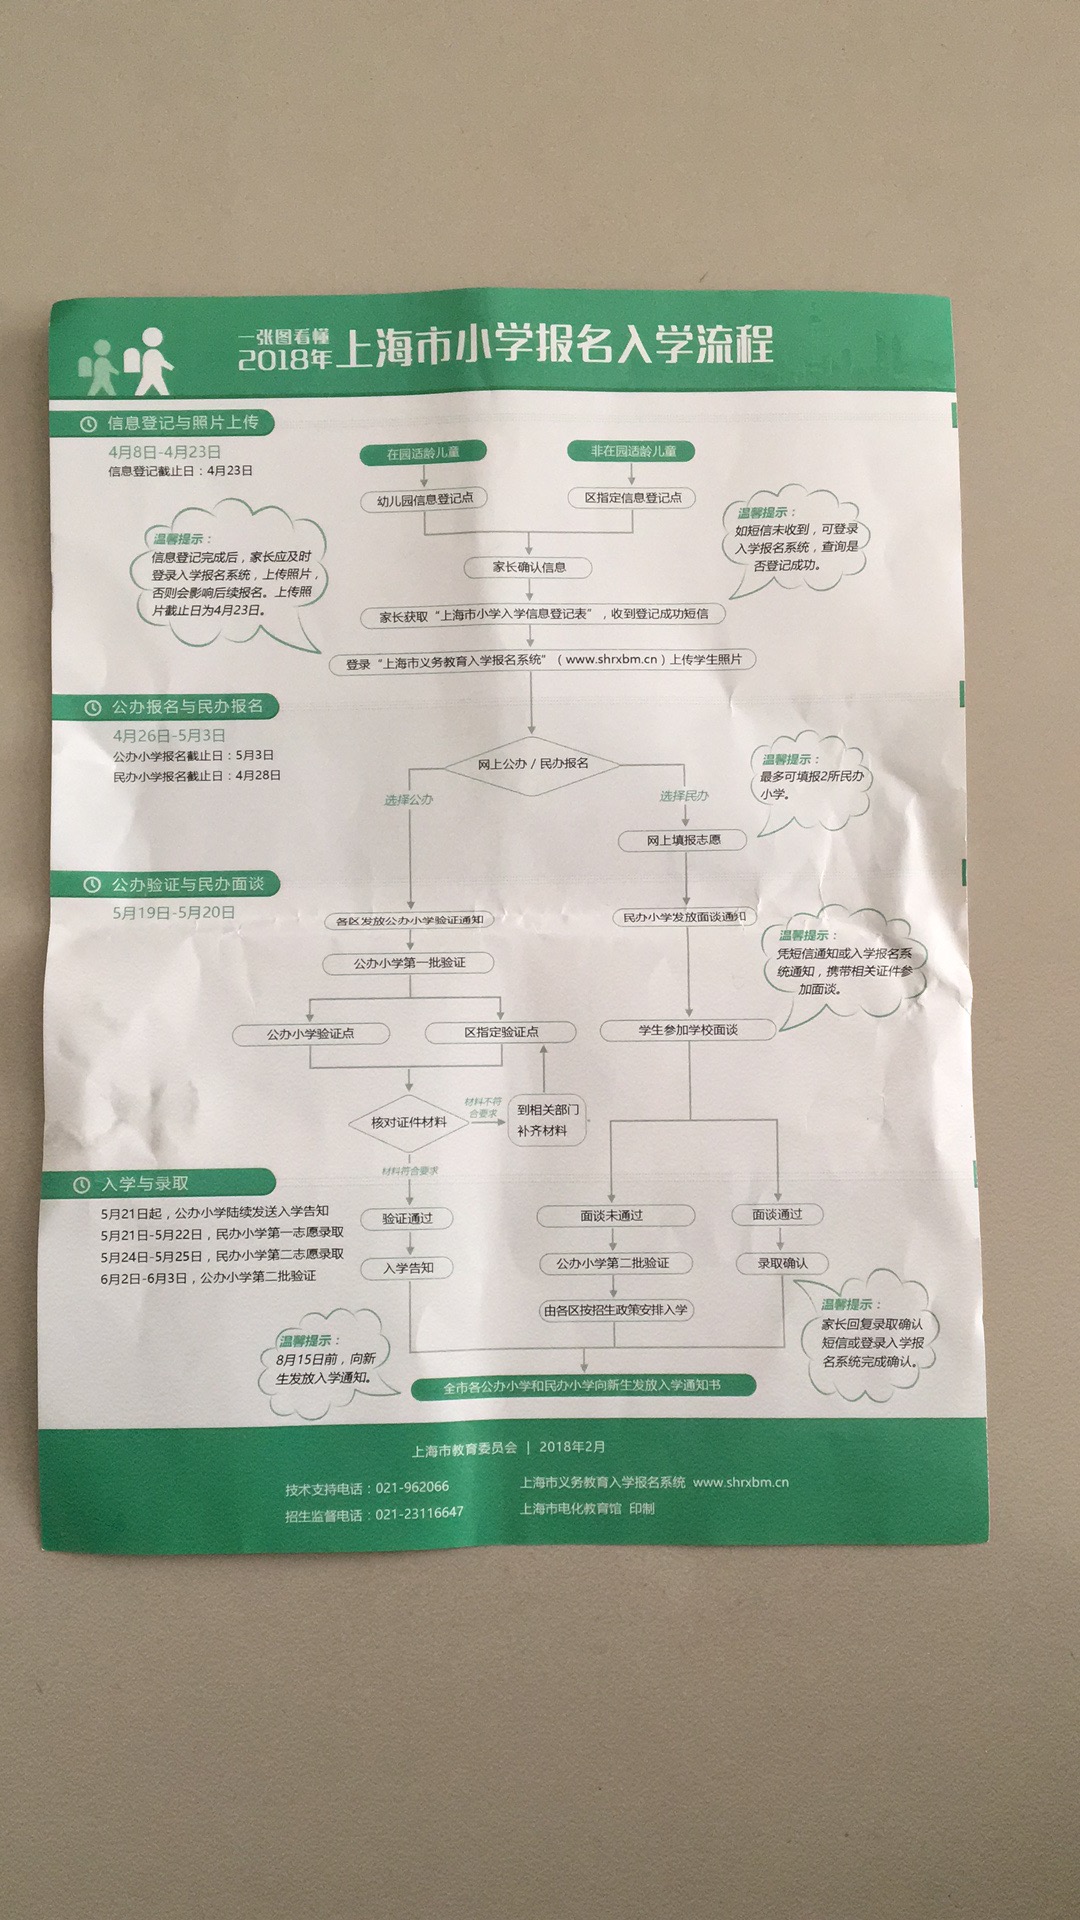 一张图看懂
2018年上海市小学报名入学流程
信息登记与照片上传
4月8日-4月23日
信息登记截止日：4月23日
在园适龄儿童
非在园适龄儿童
幼儿园信息登记点
区指定信息登记点
温馨提示：
如短信未收到，可登录
入学报名系统，查询是
否登记成功。
温馨提示：
信息登记完成后，家长应及时
登录入学报名系统，上传照片，
否则会影响后续报名。上传照
片截止日为4月23日。
家长确认信息
家长获取“上海市小学入学信息登记表”，收到登记成功短信
登录“上海市义务教育入学报名系统”（www.shrxbm.cn）上传学生照片
公办报名与民办报名
4月26日-5月3日
公办小学报名截止日：5月3日
民办小学报名截止日：4月28日
网上公办 / 民办报名
选择公办
选择民办
温馨提示：
最多可填报2所民办
小学。
网上填报志愿
公办验证与民办面谈
5月19日-5月20日
各区发放公办小学验证通知
民办小学发放面谈通知
温馨提示：
凭短信通知或入学报名系
统通知，携带相关证件参
加面谈。
公办小学第一批验证
公办小学验证点
区指定验证点
学生参加学校面谈
核对证件材料
材料不符
合要求
到相关部门
补齐材料
材料符合要求
入学与录取
5月21日起，公办小学陆续发送入学告知
5月21日-5月22日，民办小学第一志愿录取
5月24日-5月25日，民办小学第二志愿录取
6月2日-6月3日，公办小学第二批验证
验证通过
面谈未通过
面谈通过
入学告知
公办小学第二批验证
录取确认
由各区按招生政策安排入学
温馨提示：
家长回复录取确认
短信或登录入学报
名系统完成确认。
温馨提示：
8月15日前，向新
生发放入学通知。
全市各公办小学和民办小学向新生发放入学通知书
上海市教育委员会 | 2018年2月
技术支持电话：021-962066
上海市义务教育入学报名系统 www.shrxbm.cn
招生监督电话：021-23116647
上海市电化教育馆 印制